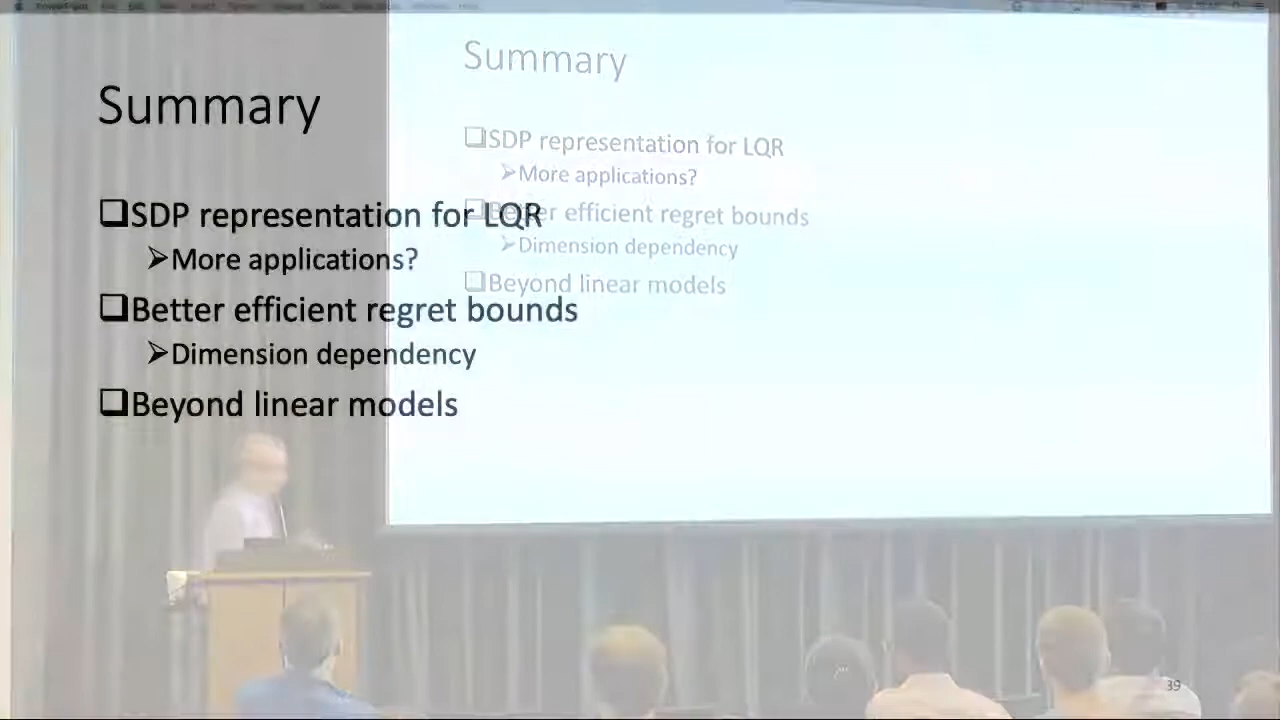 Summary
SDP representation for LQR
More applications?
Better efficient regret bounds
Dimension dependency
Beyond linear models
Summary
SDP representation for LQR
More applications?
efficient regret bounds
Dimension dependency
Beyond linear models
39